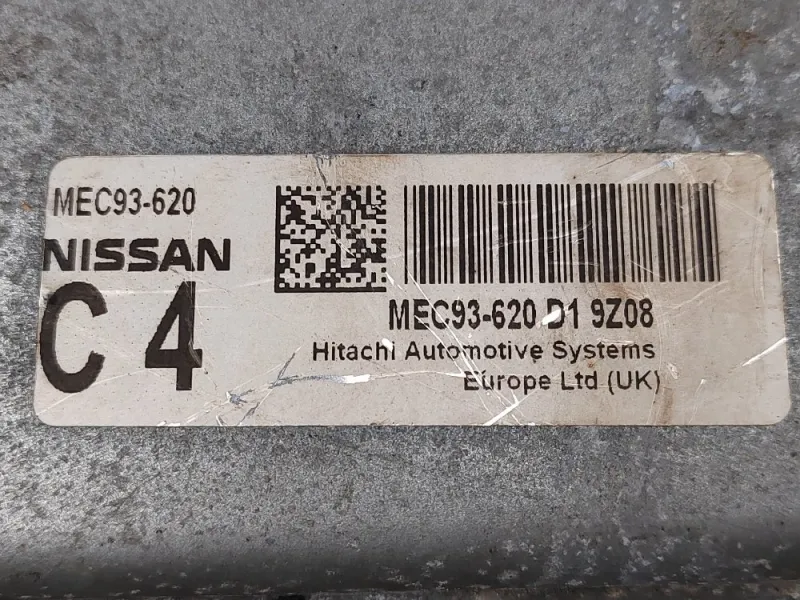 MEC93-620
NISSAN
C 4
MEC93-620 D1 9Z08
Hitachi Automotive Systems
Europe Ltd (UK)